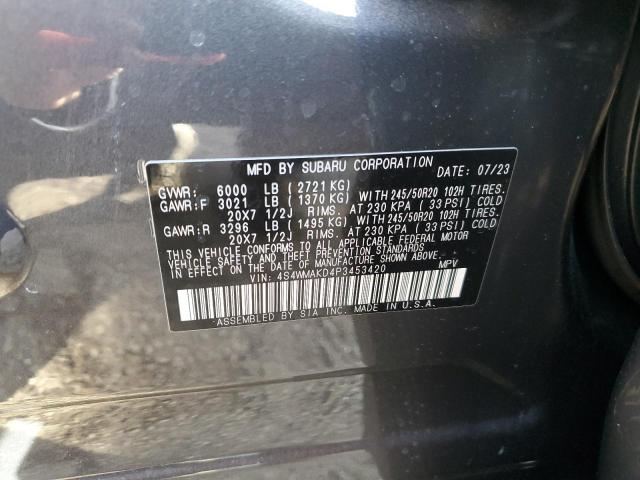 MFD BY SUBARU CORPORATION DATE: 07/23
GVWR: 6000 LB (2721 KG)
GAWR:F 3021 LB (1370 KG) WITH 245/50R20 102H TIRES.
20X7 1/2J RIMS. AT 230 KPA (33 PSI) COLD
GAWR:R 3296 LB (1495 KG) WITH 245/50R20 102H TIRES.
20X7 1/2J RIMS. AT 230 KPA (33 PSI) COLD
THIS VEHICLE CONFORMS TO ALL APPLICABLE FEDERAL MOTOR
VEHICLE SAFETY AND THEFT PREVENTION STANDARDS
IN EFFECT ON THE DATE OF MANUFACTURE SHOWN ABOVE.
VIN: 4S4WMAKD4P3453420 MPV
ASSEMBLED BY SIA INC. MADE IN U.S.A.